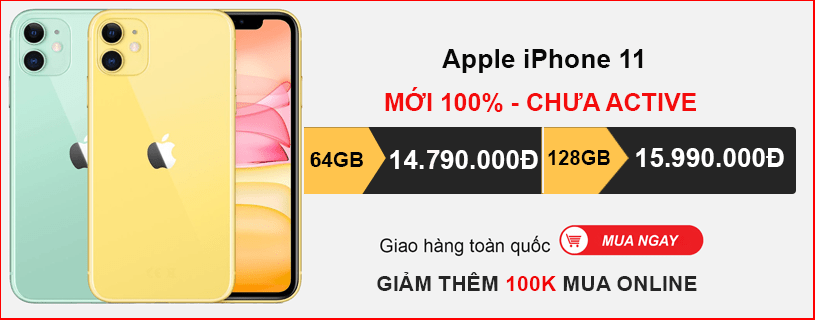 Apple iPhone 11
MỚI 100% - CHƯA ACTIVE
64GB 14.790.000Đ 128GB 15.990.000Đ
Giao hàng toàn quốc MUA NGAY
GIẢM THÊM 100K MUA ONLINE